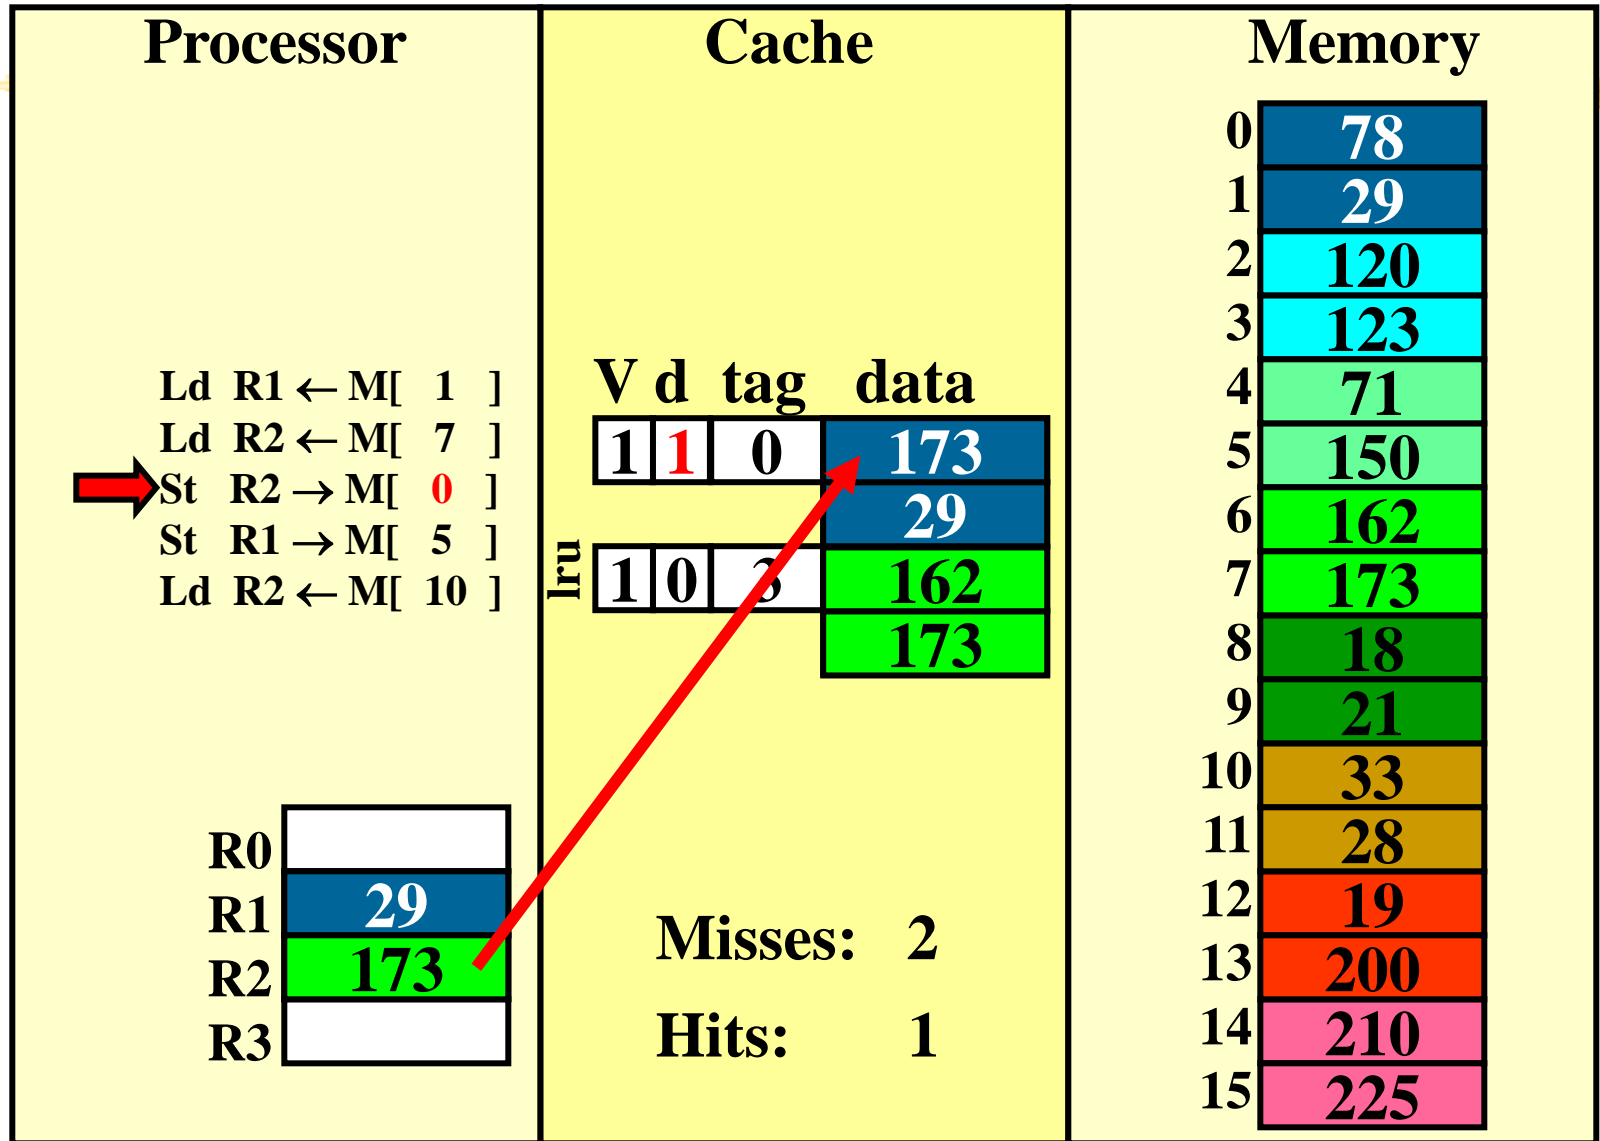 Processor
Ld R1 ← M[ 1 ]
Ld R2 ← M[ 7 ]
St R2 → M[ 0 ]
St R1 → M[ 5 ]
Ld R2 ← M[ 10 ]
R0
R1 29
R2 173
R3
Cache
V d tag data
1 1 0 173
29
lru 1 0 3 162
173
Misses: 2
Hits: 1
Memory
0 78
1 29
2 120
3 123
4 71
5 150
6 162
7 173
8 18
9 21
10 33
11 28
12 19
13 200
14 210
15 225